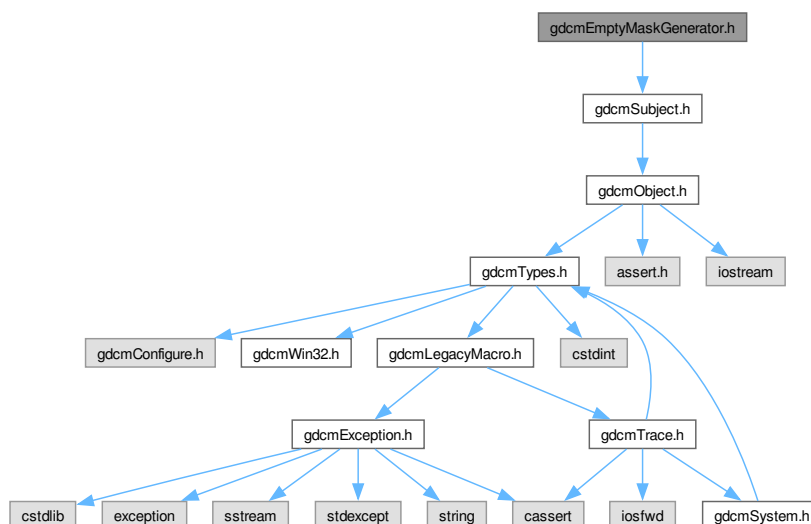 gdcmEmptyMaskGenerator.h
gdcmSubject.h
gdcmObject.h
gdcmTypes.h
assert.h
iostream
gdcmConfigure.h
gdcmWin32.h
gdcmLegacyMacro.h
cstdint
gdcmException.h
gdcmTrace.h
cstdlib
exception
sstream
stdexcept
string
cassert
iosfwd
gdcmSystem.h